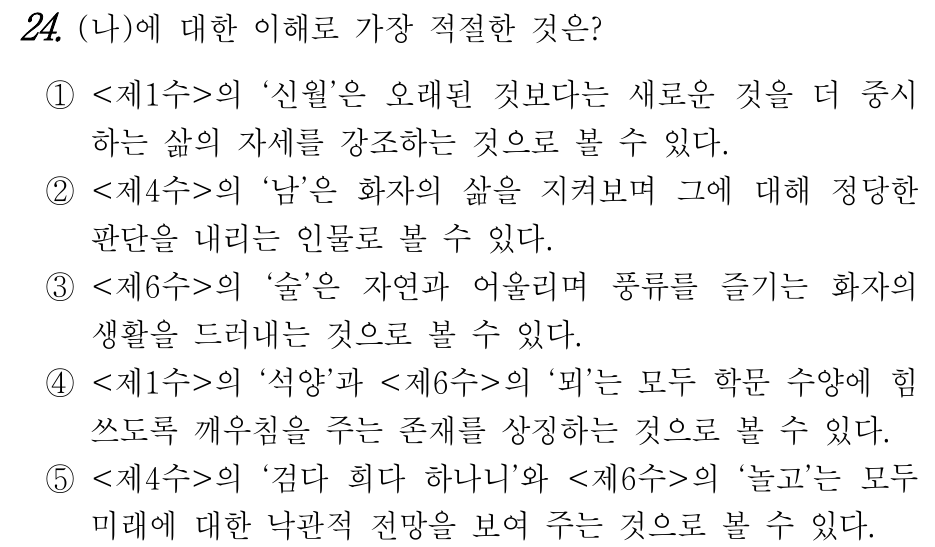 24. (나)에 대한 이해로 가장 적절한 것은?
① <제1수>의 ‘신월’은 오래된 것보다는 새로운 것을 더 중시
하는 삶의 자세를 강조하는 것으로 볼 수 있다.
② <제4수>의 ‘남’은 화자의 삶을 지켜보며 그에 대해 정당한
판단을 내리는 인물로 볼 수 있다.
③ <제6수>의 ‘술’은 자연과 어울리며 풍류를 즐기는 화자의
생활을 드러내는 것으로 볼 수 있다.
④ <제1수>의 ‘석양’과 <제6수>의 ‘뫼’는 모두 학문 수양에 힘
쓰도록 깨우침을 주는 존재를 상징하는 것으로 볼 수 있다.
⑤ <제4수>의 ‘검다 희다 하나니’와 <제6수>의 ‘놀고’는 모두
미래에 대한 낙관적 전망을 보여 주는 것으로 볼 수 있다.